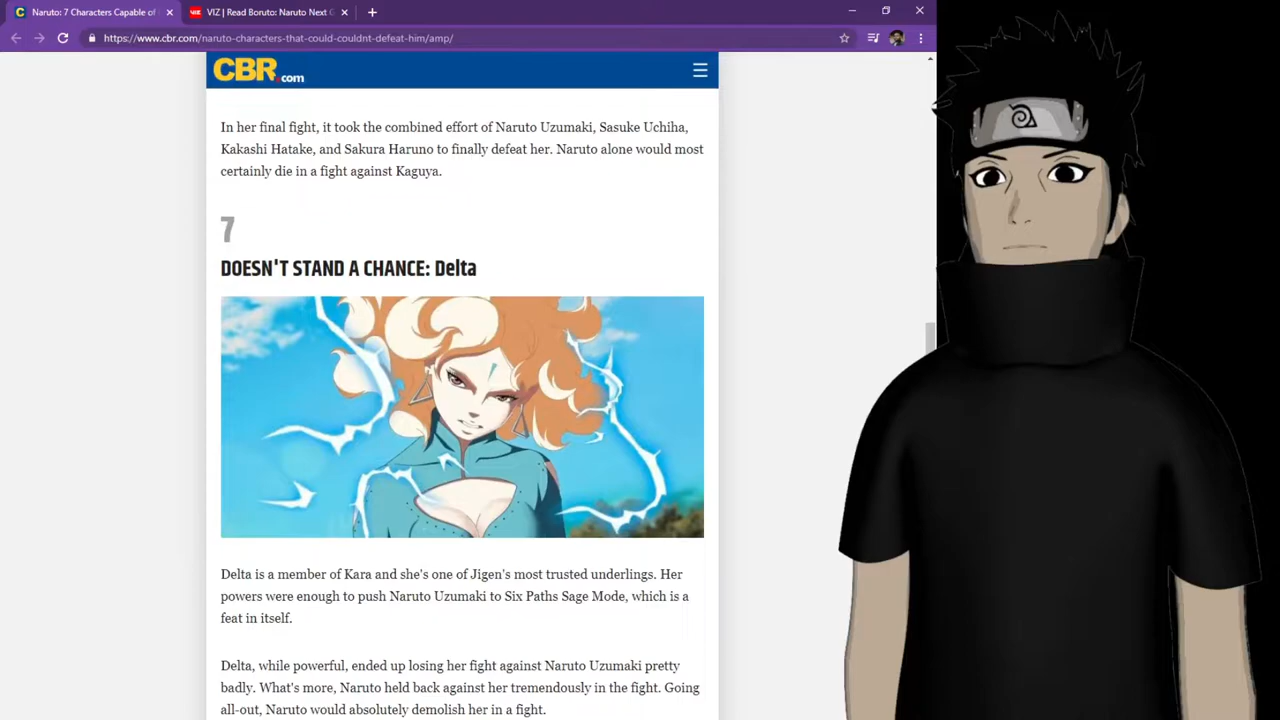 Naruto: 7 Characters Capable of
VIZ | Read Boruto: Naruto Next G
https://www.cbr.com/naruto-characters-that-could-couldnt-defeat-him/amp/
CBR.com
In her final fight, it took the combined effort of Naruto Uzumaki, Sasuke Uchiha,
Kakashi Hatake, and Sakura Haruno to finally defeat her. Naruto alone would most
certainly die in a fight against Kaguya.
7
DOESN'T STAND A CHANCE: Delta
Delta is a member of Kara and she's one of Jigen's most trusted underlings. Her
powers were enough to push Naruto Uzumaki to Six Paths Sage Mode, which is a
feat in itself.
Delta, while powerful, ended up losing her fight against Naruto Uzumaki pretty
badly. What's more, Naruto held back against her tremendously in the fight. Going
all-out, Naruto would absolutely demolish her in a fight.